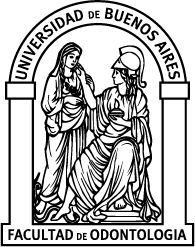 UNIVERSIDAD DE BUENOS AIRES
FACULTAD DE ODONTOLOGIA